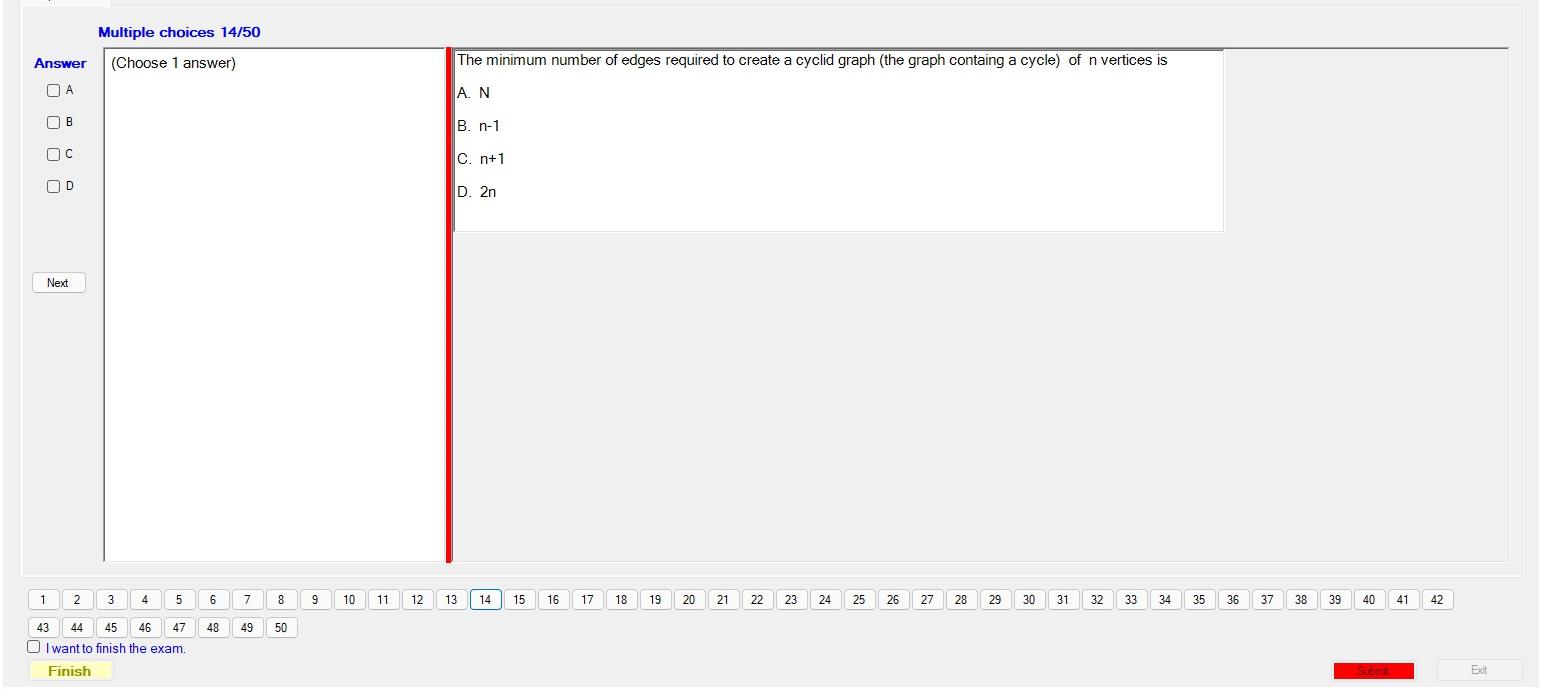 Multiple choices 14/50
Answer
(Choose 1 answer)
The minimum number of edges required to create a cyclid graph (the graph containg a cycle) of n vertices is
A
A. N
B
B. n-1
C
C. n+1
D
D. 2n
Next
1 2 3 4 5 6 7 8 9 10 11 12 13 14 15 16 17 18 19 20 21 22 23 24 25 26 27 28 29 30 31 32 33 34 35 36 37 38 39 40 41 42
43 44 45 46 47 48 49 50
I want to finish the exam.
Finish
Submit
Exit